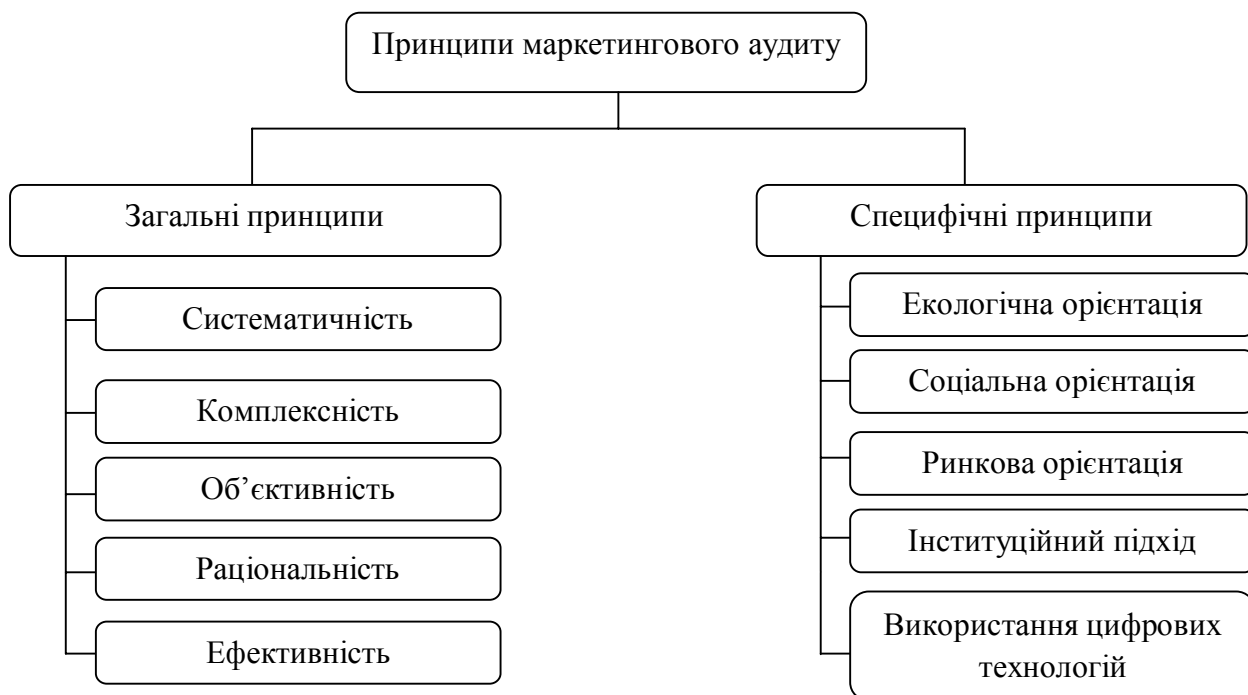 Принципи маркетингового аудиту
Загальні принципи
Систематичність
Комплексність
Об’єктивність
Раціональність
Ефективність
Специфічні принципи
Екологічна орієнтація
Соціальна орієнтація
Ринкова орієнтація
Інституційний підхід
Використання цифрових
технологій